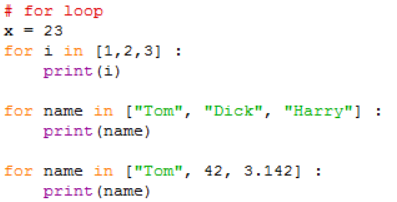 # for loop
x = 23
for i in [1,2,3] :
    print(i)

for name in ["Tom", "Dick", "Harry"] :
    print(name)

for name in ["Tom", 42, 3.142] :
    print(name)